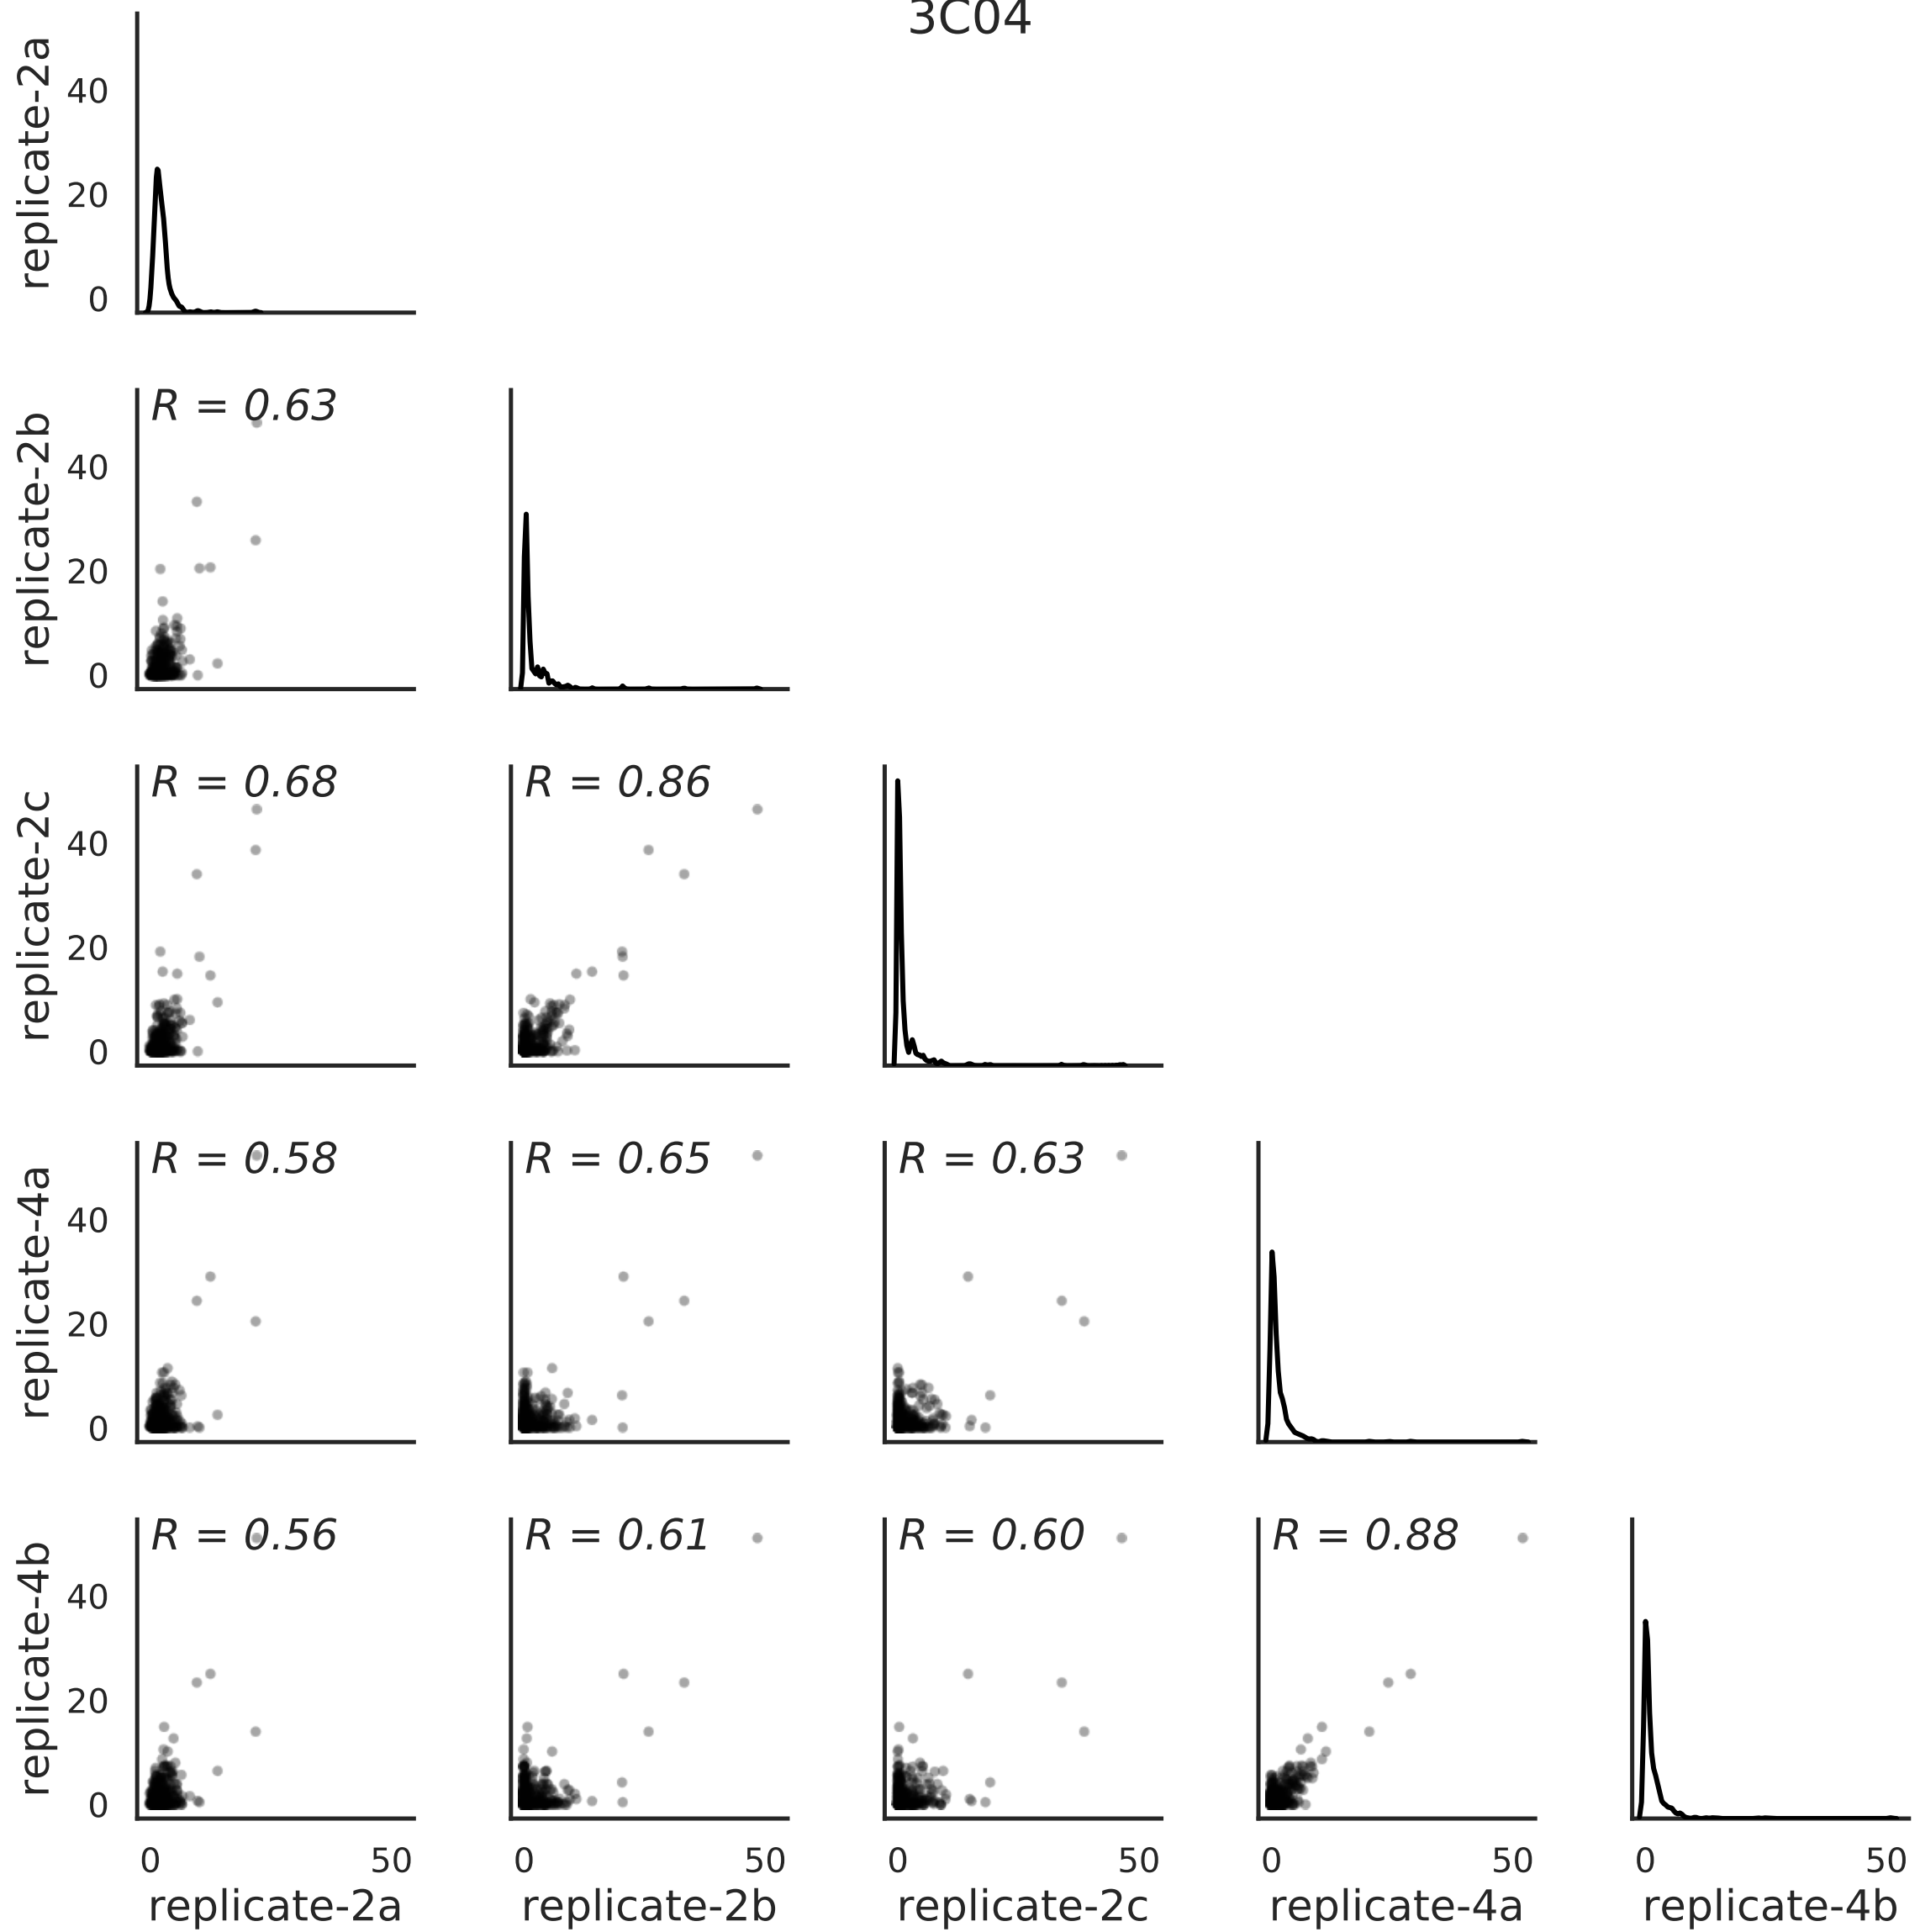 3C04
replicate-2a
40
20
0
replicate-2b
40
20
0
R = 0.63
replicate-2c
40
20
0
R = 0.68
R = 0.86
replicate-4a
40
20
0
R = 0.58
R = 0.65
R = 0.63
replicate-4b
40
20
0
R = 0.56
R = 0.61
R = 0.60
R = 0.88
0 50
0 50
0 50
0 50
0 50
replicate-2a
replicate-2b
replicate-2c
replicate-4a
replicate-4b